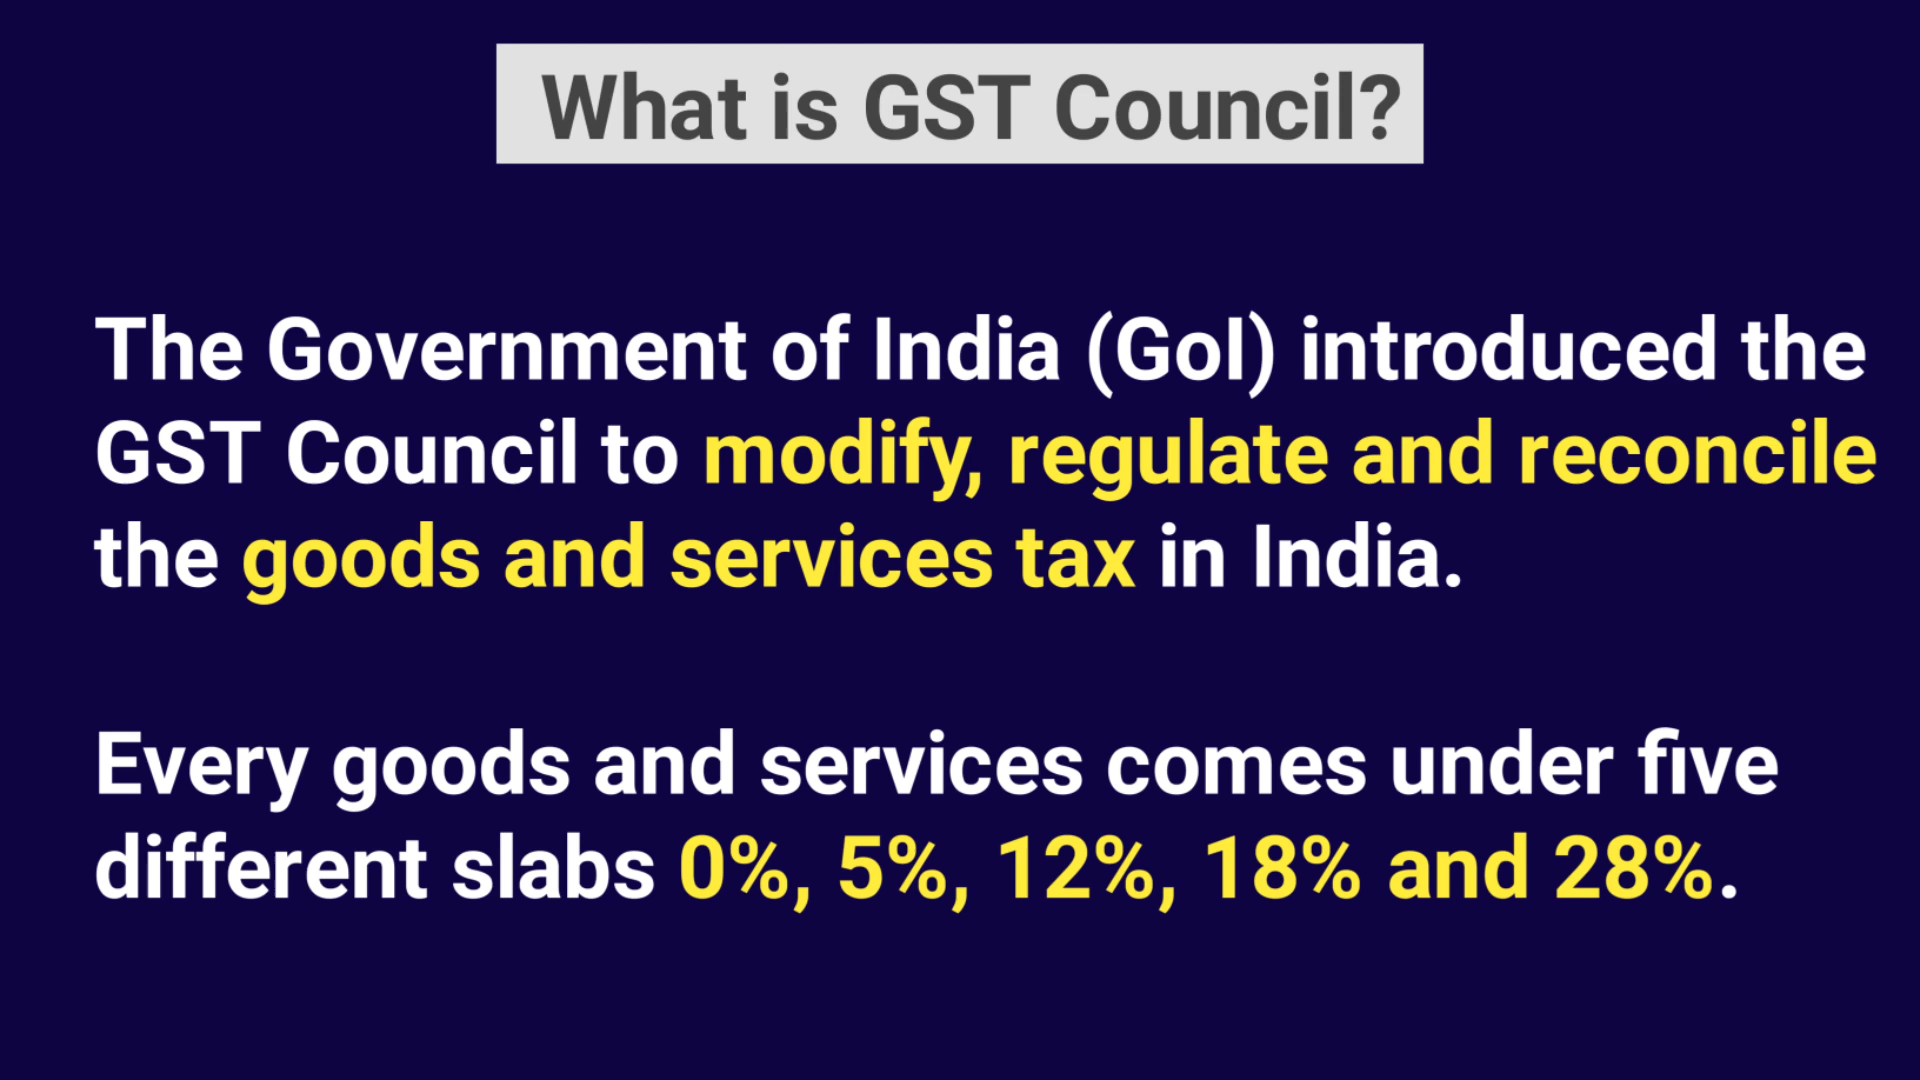 What is GST Council?
The Government of India (GoI) introduced the
GST Council to modify, regulate and reconcile
the goods and services tax in India.
Every goods and services comes under five
different slabs 0%, 5%, 12%, 18% and 28%.